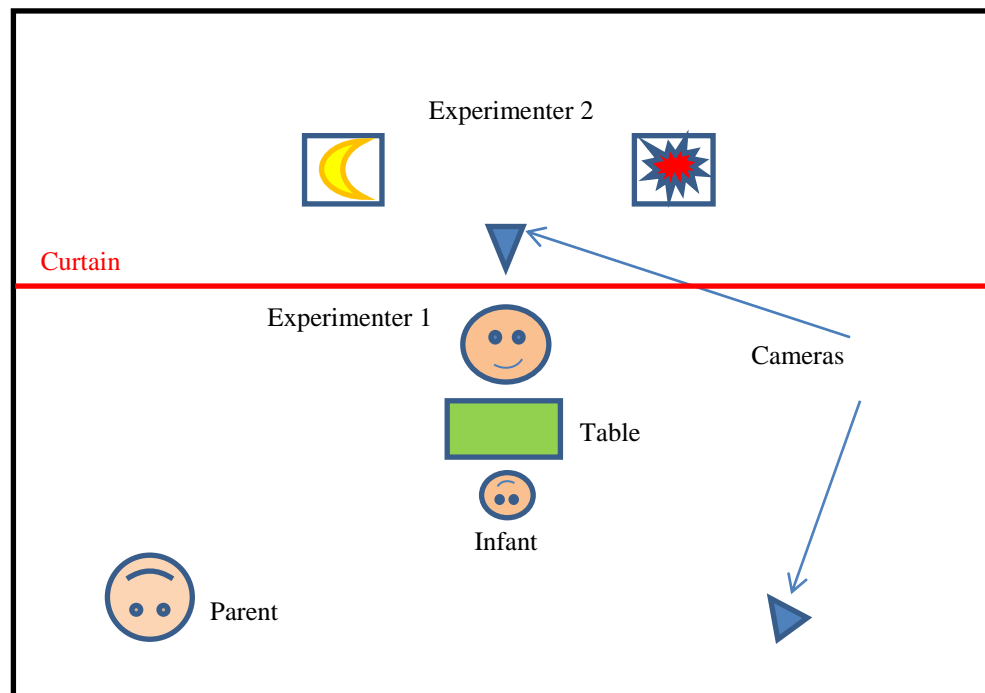 Experimenter 2
Curtain
Experimenter 1
Cameras
Table
Infant
Parent